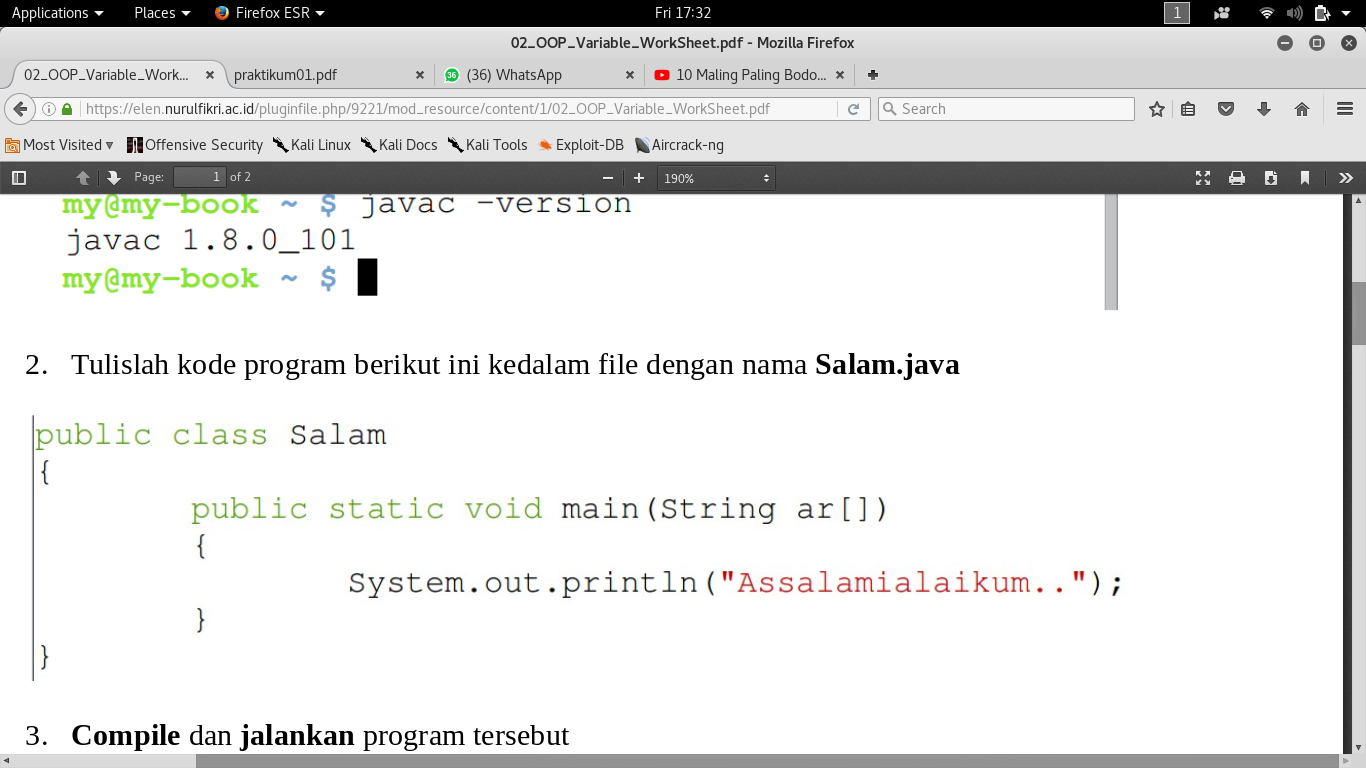 Applications Places Firefox ESR Fri 17:32 1
02_OOP_Variable_WorkSheet.pdf - Mozilla Firefox
02_OOP_Variable_Work... praktikum01.pdf 36 (36) WhatsApp 10 Maling Paling Bodo...
https://elen.nurulfikri.ac.id/pluginfile.php/9221/mod_resource/content/1/02_OOP_Variable_WorkSheet.pdf Search
Most Visited Offensive Security Kali Linux Kali Docs Kali Tools Exploit-DB Aircrack-ng
Page: 1 of 2 190%
my@my-book ~ $ javac -version
javac 1.8.0_101
my@my-book ~ $
2. Tulislah kode program berikut ini kedalam file dengan nama Salam.java
public class Salam
{
public static void main(String ar[])
{
System.out.println("Assalamialaikum..");
}
}
3. Compile dan jalankan program tersebut